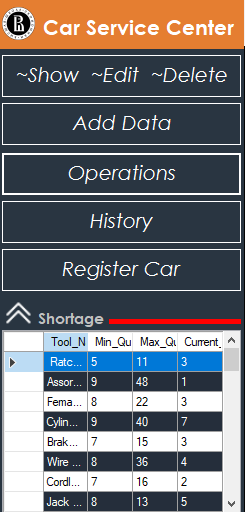 Car Service Center
~Show ~Edit ~Delete
Add Data
Operations
History
Register Car
Shortage
Tool_N Min_Qu Max_Qu Current_
Ratc... 5 11 3
Assor... 9 48 1
Fema... 8 22 3
Cylin... 9 40 7
Brak... 7 15 3
Wire ... 8 36 4
Cordl... 7 16 2
Jack ... 8 13 5